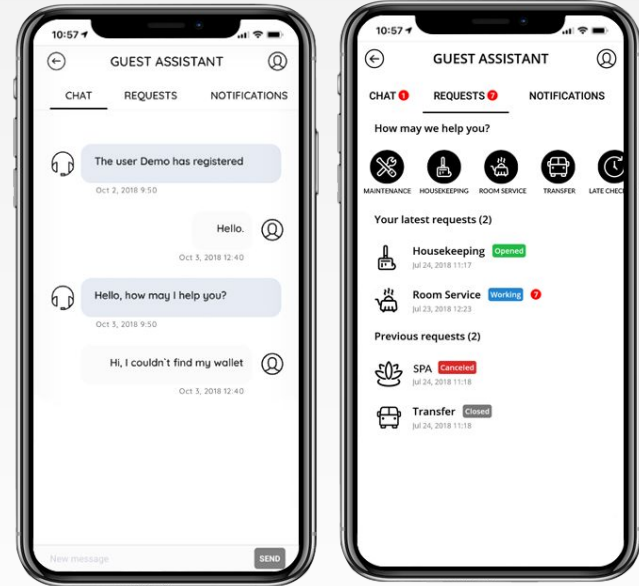 10:57
GUEST ASSISTANT
CHAT REQUESTS NOTIFICATIONS
The user Demo has registered
Oct 2, 2018 9:50
Hello.
Oct 3, 2018 12:40
Hello, how may I help you?
Oct 3, 2018 9:50
Hi, I couldn`t find my wallet
Oct 3, 2018 12:40
New message SEND
10:57
GUEST ASSISTANT
CHAT 1 REQUESTS 7 NOTIFICATIONS
How may we help you?
MAINTENANCE HOUSEKEEPING ROOM SERVICE TRANSFER LATE CHEC
Your latest requests (2)
Housekeeping Opened
Jul 24, 2018 11:17
Room Service Working 7
Jul 23, 2018 12:23
Previous requests (2)
SPA Canceled
Jul 24, 2018 11:18
Transfer Closed
Jul 24, 2018 11:18